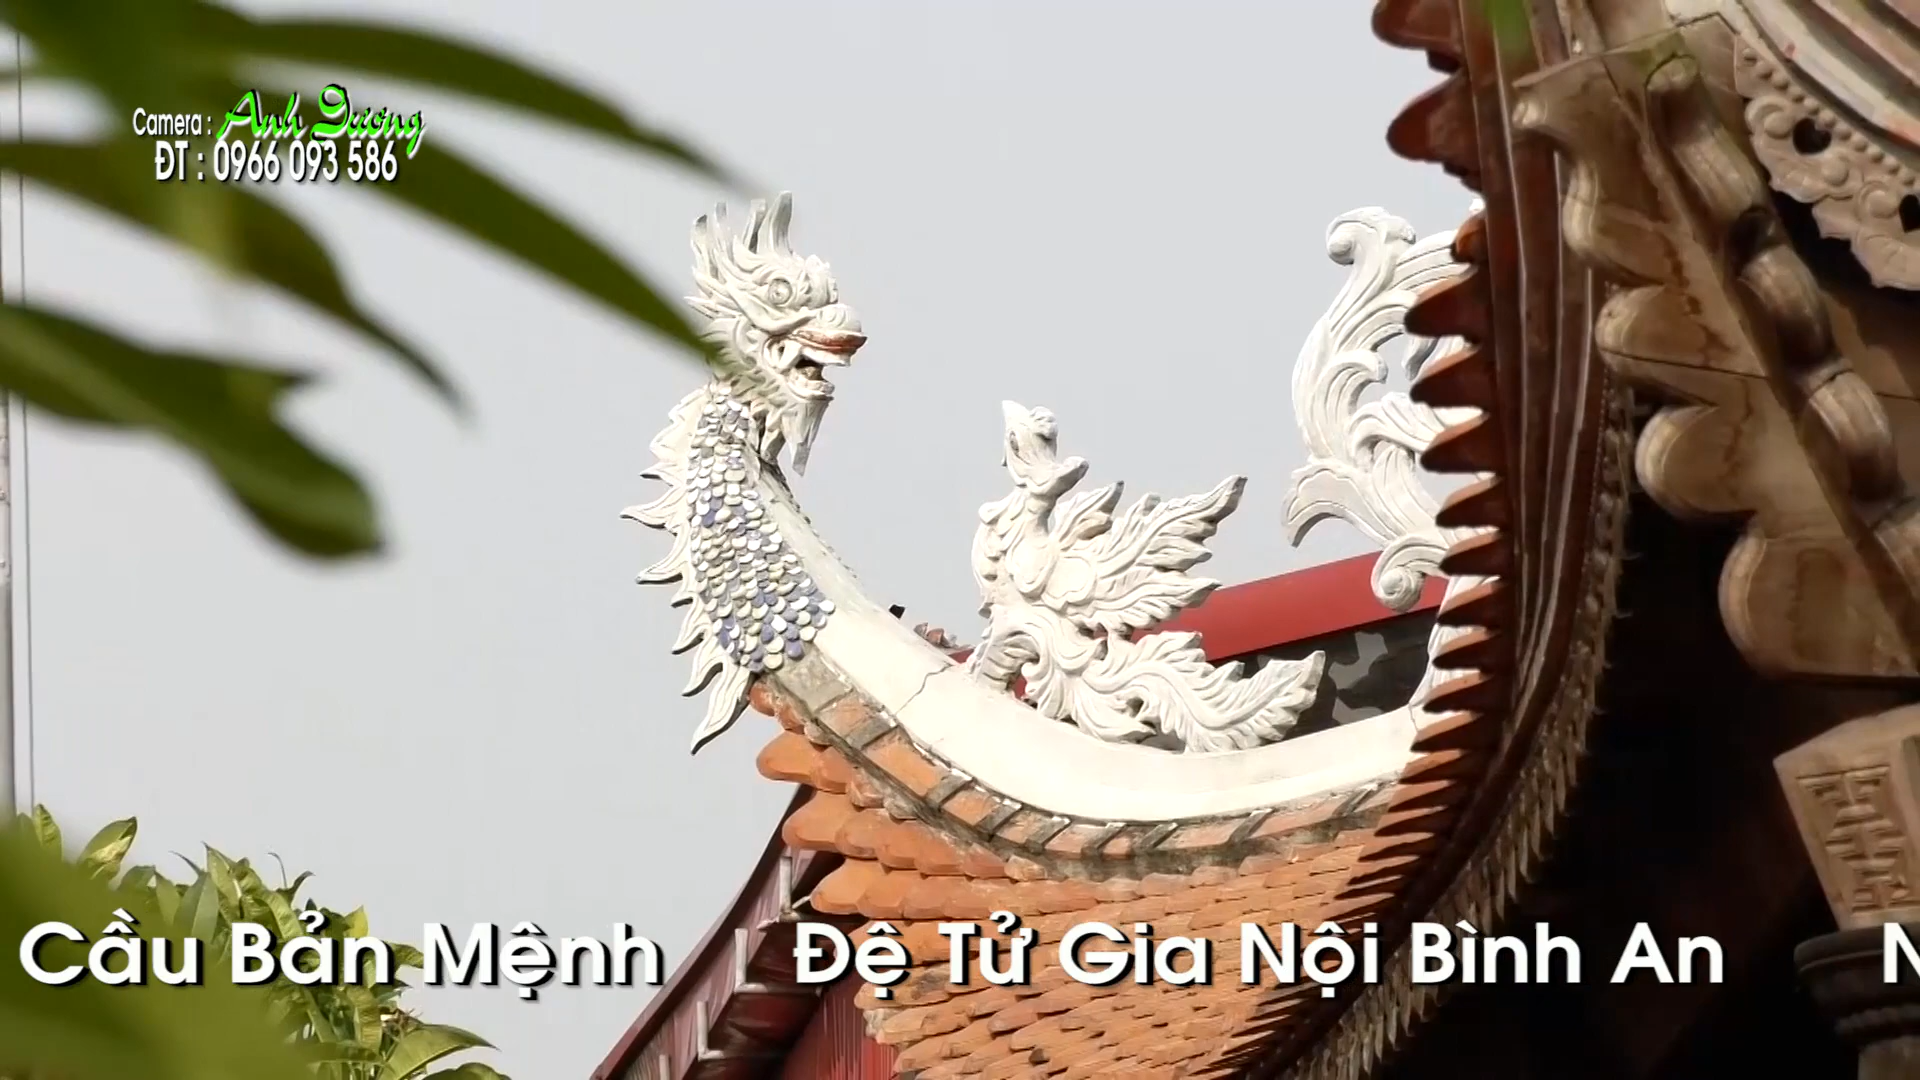 Camera : Anh Dương
ĐT : 0966 093 586
Cầu Bản Mệnh Đệ Tử Gia Nội Bình An N